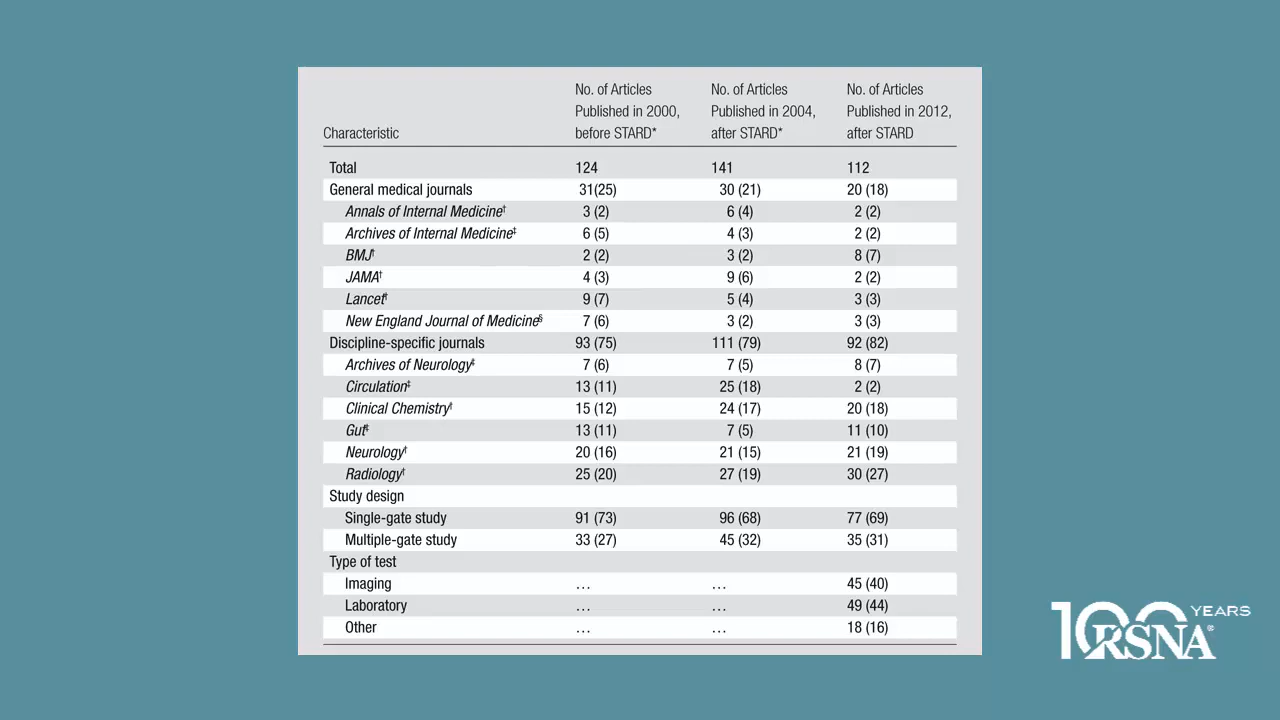 No. of Articles No. of Articles No. of Articles
Published in 2000, Published in 2004, Published in 2012,
Characteristic before STARD* after STARD* after STARD
Total 124 141 112
General medical journals 31(25) 30 (21) 20 (18)
Annals of Internal Medicine† 3 (2) 6 (4) 2 (2)
Archives of Internal Medicine‡ 6 (5) 4 (3) 2 (2)
BMJ† 2 (2) 3 (2) 8 (7)
JAMA† 4 (3) 9 (6) 2 (2)
Lancet† 9 (7) 5 (4) 3 (3)
New England Journal of Medicine§ 7 (6) 3 (2) 3 (3)
Discipline-specific journals 93 (75) 111 (79) 92 (82)
Archives of Neurology‡ 7 (6) 7 (5) 8 (7)
Circulation‡ 13 (11) 25 (18) 2 (2)
Clinical Chemistry† 15 (12) 24 (17) 20 (18)
Gut‡ 13 (11) 7 (5) 11 (10)
Neurology† 20 (16) 21 (15) 21 (19)
Radiology† 25 (20) 27 (19) 30 (27)
Study design
Single-gate study 91 (73) 96 (68) 77 (69)
Multiple-gate study 33 (27) 45 (32) 35 (31)
Type of test
Imaging … … 45 (40)
Laboratory … … 49 (44)
Other … … 18 (16)
100 YEARS
RSNA®